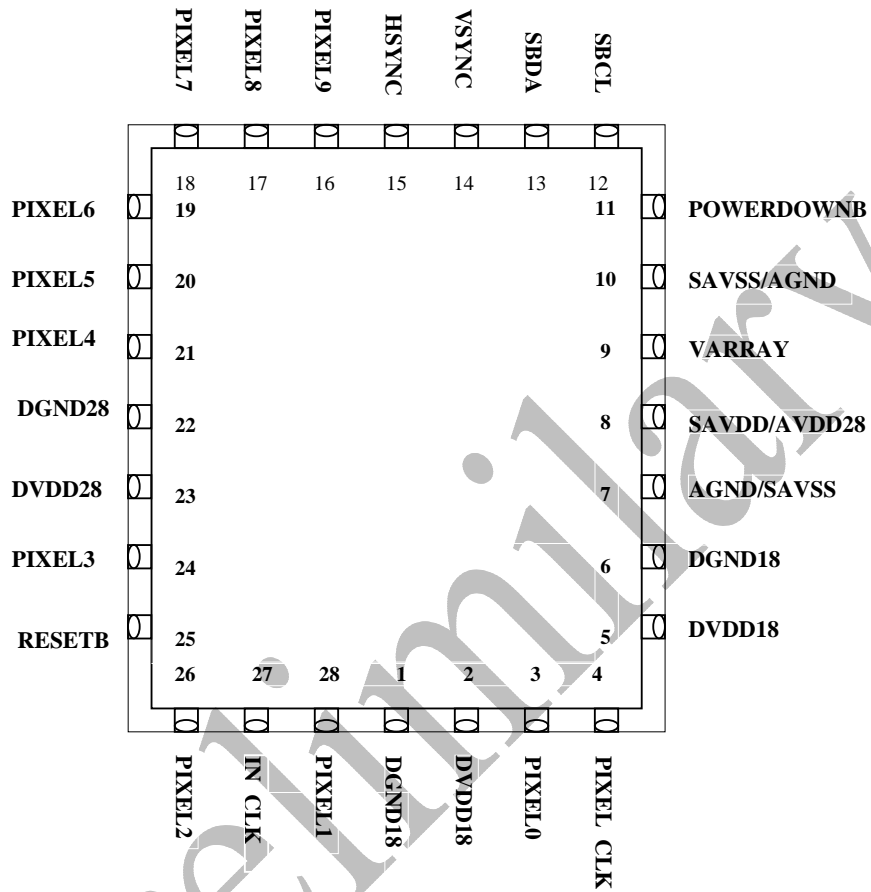 PIXEL7
PIXEL8
PIXEL9
HSYNC
VSYNC
SBDA
SBCL
18 17 16 15 14 13 12
PIXEL6 19 11 POWERDOWNB
PIXEL5 20 10 SAVSS/AGND
PIXEL4 21 9 VARRAY
DGND28 22 8 SAVDD/AVDD28
DVDD28 23 7 AGND/SAVSS
PIXEL3 24 6 DGND18
RESETB 25 5 DVDD18
26 27 28 1 2 3 4
PIXEL2
IN CLK
PIXEL1
DGND18
DVDD18
PIXEL0
PIXEL CLK
elimilary